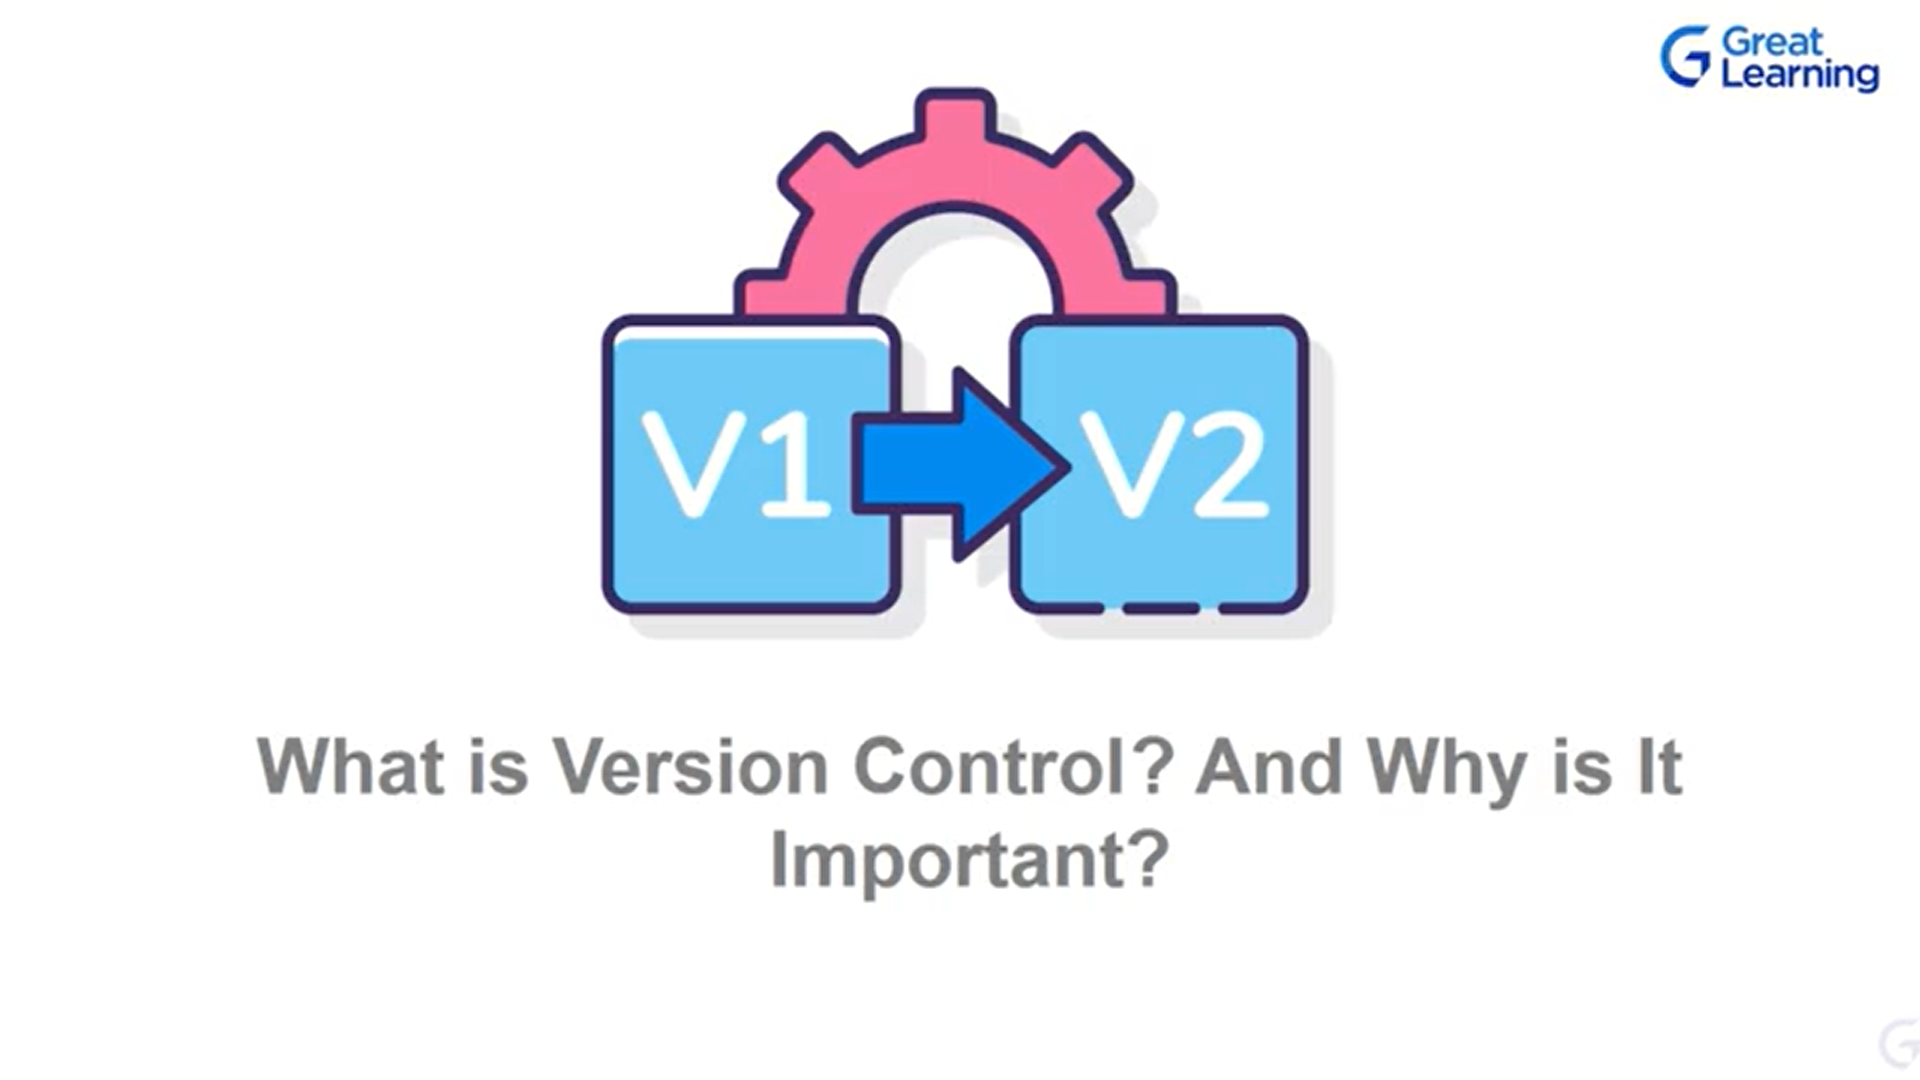 Great
Learning
V1
V2
What is Version Control? And Why is It
Important?